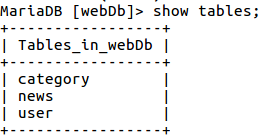 MariaDB [webDb]> show tables;
+-----------------+
| Tables_in_webDb |
+-----------------+
| category        |
| news            |
| user            |
+-----------------+